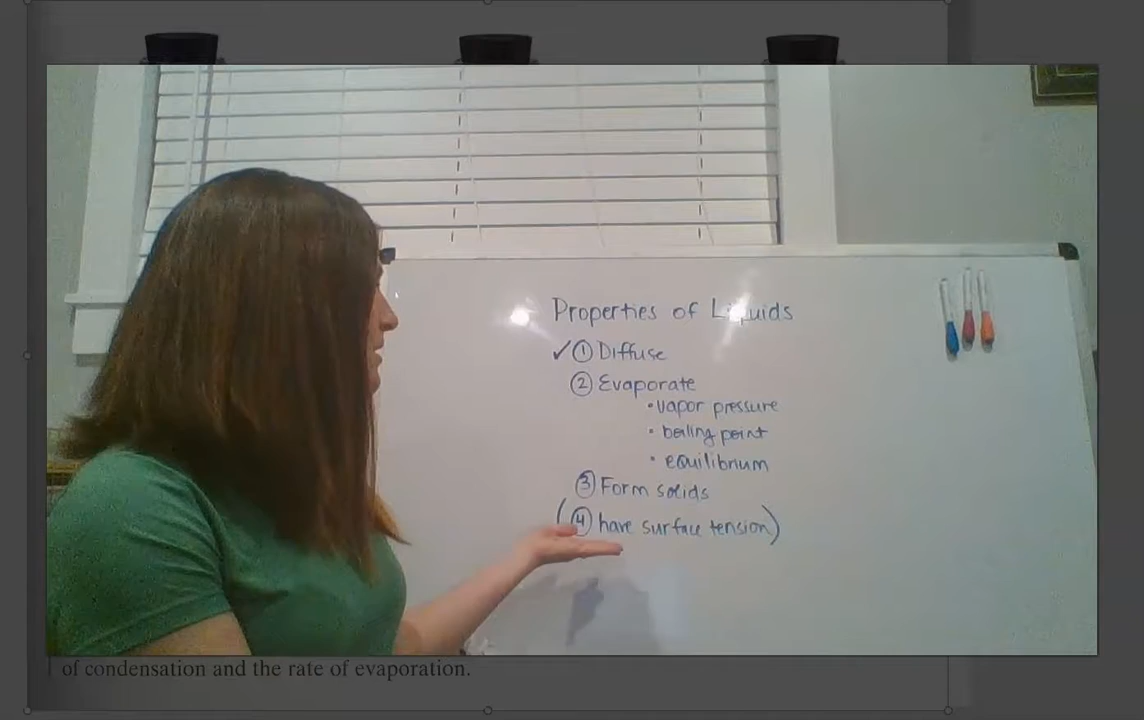 Properties of Liquids
✓ ① Diffuse
② Evaporate
• vapor pressure
• boiling point
• equilibrium
③ Form solids
(④ have surface tension)
of condensation and the rate of evaporation.